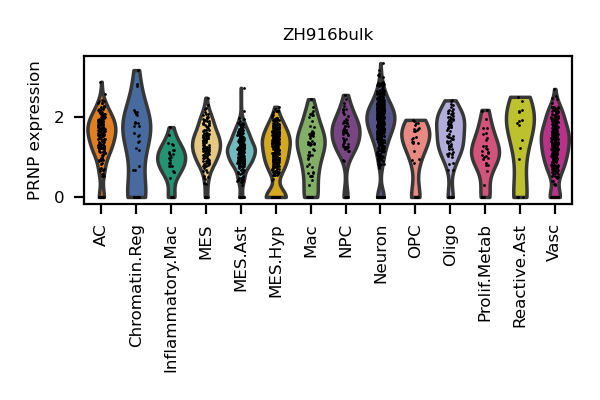 ZH916bulk
PRNP expression
2
0
AC
Chromatin.Reg
Inflammatory.Mac
MES
MES.Ast
MES.Hyp
Mac
NPC
Neuron
OPC
Oligo
Prolif.Metab
Reactive.Ast
Vasc